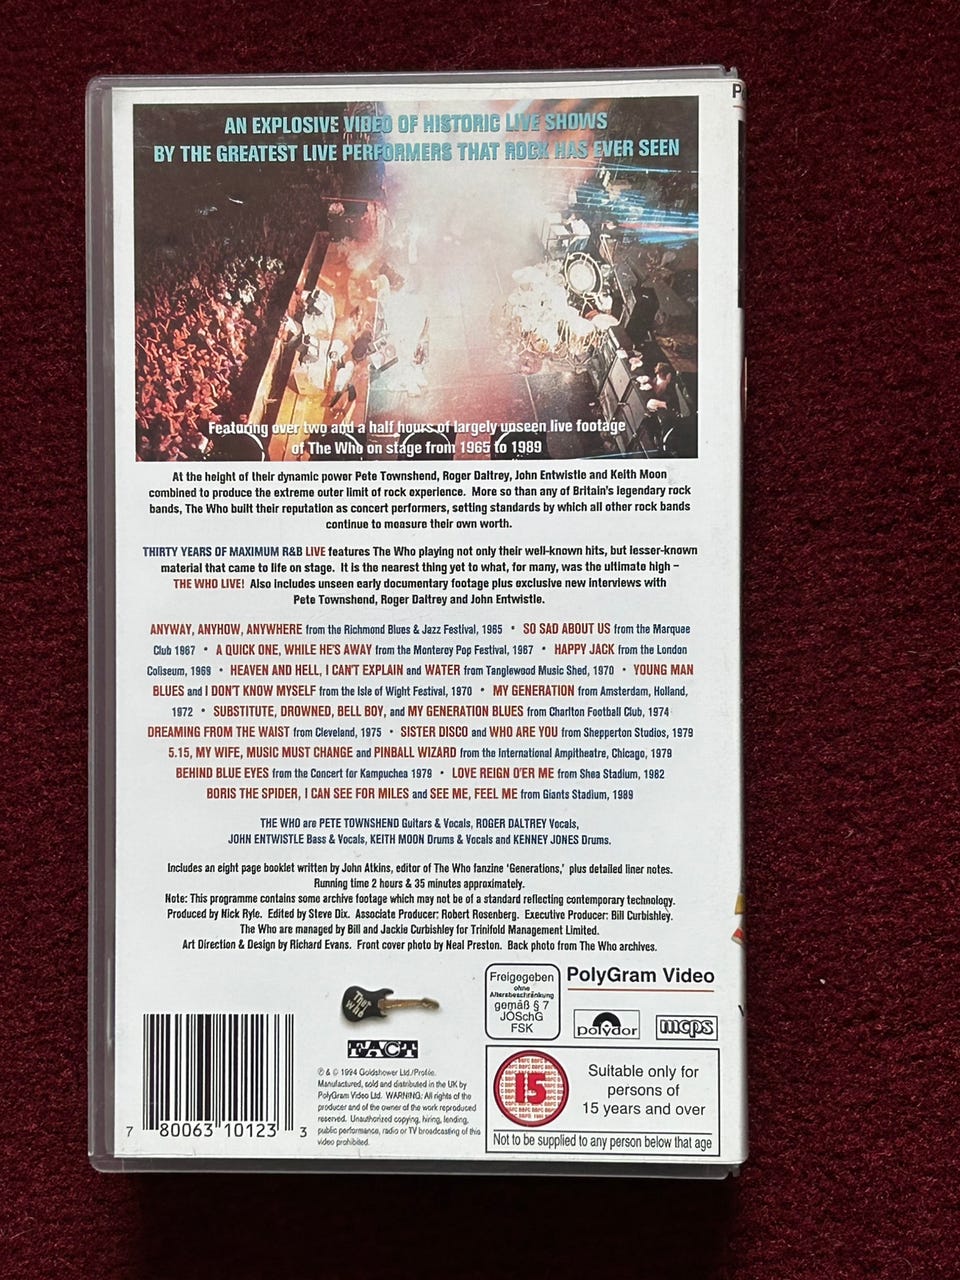 AN EXPLOSIVE VIDEO OF HISTORIC LIVE SHOWS
BY THE GREATEST LIVE PERFORMERS THAT ROCK HAS EVER SEEN
Featuring over two and a half hours of largely unseen live footage
of The Who on stage from 1965 to 1989
At the height of their dynamic power Pete Townshend, Roger Daltrey, John Entwistle and Keith Moon
combined to produce the extreme outer limit of rock experience. More so than any of Britain's legendary rock
bands, The Who built their reputation as concert performers, setting standards by which all other rock bands
continue to measure their own worth.
THIRTY YEARS OF MAXIMUM R&B LIVE features The Who playing not only their well-known hits, but lesser-known
material that came to life on stage. It is the nearest thing yet to what, for many, was the ultimate high –
THE WHO LIVE! Also includes unseen early documentary footage plus exclusive new interviews with
Pete Townshend, Roger Daltrey and John Entwistle.
ANYWAY, ANYHOW, ANYWHERE from the Richmond Blues & Jazz Festival, 1965 • SO SAD ABOUT US from the Marquee
Club 1967 • A QUICK ONE, WHILE HE'S AWAY from the Monterey Pop Festival, 1967 • HAPPY JACK from the London
Coliseum, 1969 • HEAVEN AND HELL, I CAN'T EXPLAIN and WATER from Tanglewood Music Shed, 1970 • YOUNG MAN
BLUES and I DON'T KNOW MYSELF from the Isle of Wight Festival, 1970 • MY GENERATION from Amsterdam, Holland,
1972 • SUBSTITUTE, DROWNED, BELL BOY, and MY GENERATION BLUES from Charlton Football Club, 1974
DREAMING FROM THE WAIST from Cleveland, 1975 • SISTER DISCO and WHO ARE YOU from Shepperton Studios, 1979
5.15, MY WIFE, MUSIC MUST CHANGE and PINBALL WIZARD from the International Ampitheatre, Chicago, 1979
BEHIND BLUE EYES from the Concert for Kampuchea 1979 • LOVE REIGN O'ER ME from Shea Stadium, 1982
BORIS THE SPIDER, I CAN SEE FOR MILES and SEE ME, FEEL ME from Giants Stadium, 1989
THE WHO are PETE TOWNSHEND Guitars & Vocals, ROGER DALTREY Vocals,
JOHN ENTWISTLE Bass & Vocals, KEITH MOON Drums & Vocals and KENNEY JONES Drums.
Includes an eight page booklet written by John Atkins, editor of The Who fanzine 'Generations,' plus detailed liner notes.
Running time 2 hours & 35 minutes approximately.
Note: This programme contains some archive footage which may not be of a standard reflecting contemporary technology.
Produced by Nick Ryle. Edited by Steve Dix. Associate Producer: Robert Rosenberg. Executive Producer: Bill Curbishley.
The Who are managed by Bill and Jackie Curbishley for Trinifold Management Limited.
Art Direction & Design by Richard Evans. Front cover photo by Neal Preston. Back photo from The Who archives.
The Who
FACT
Freigegeben
ohne
Altersbeschränkung
gemäß § 7
JÖSchG
FSK
PolyGram Video
polydor
mcps
℗ & © 1994 Goldshower Ltd./Profile.
Manufactured, sold and distributed in the UK by
PolyGram Video Ltd. WARNING: All rights of the
producer and of the owner of the work reproduced
reserved. Unauthorized copying, hiring, lending,
public performance, radio or TV broadcasting of this
video prohibited.
7 80063 10123 3
15
Suitable only for
persons of
15 years and over
Not to be supplied to any person below that age